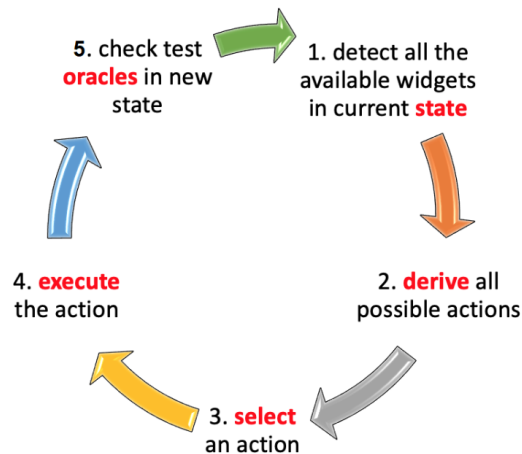 1. detect all the
available widgets
in current state
2. derive all
possible actions
3. select
an action
4. execute
the action
5. check test
oracles in new
state